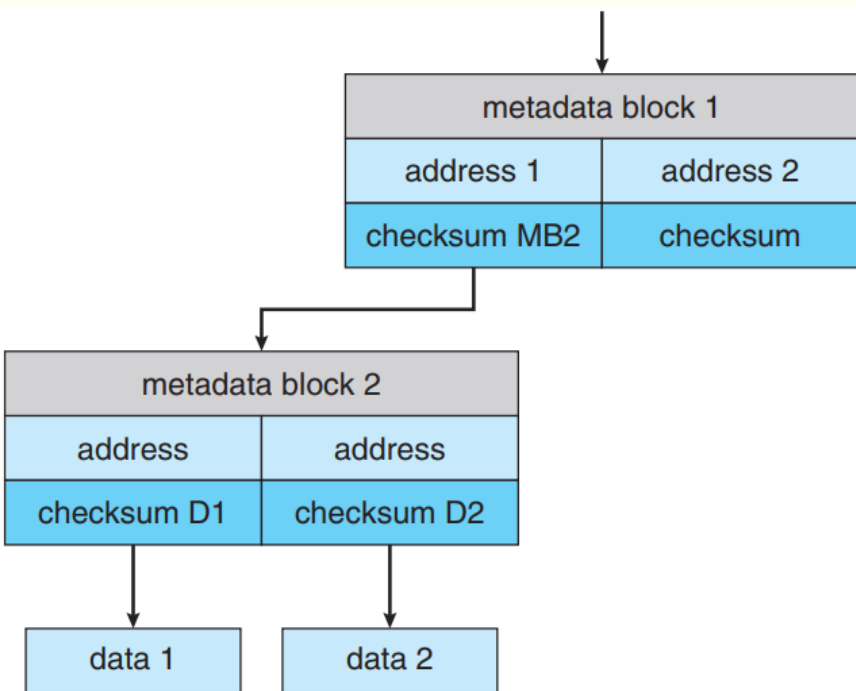 metadata block 1
address 1 address 2
checksum MB2 checksum
metadata block 2
address address
checksum D1 checksum D2
data 1 data 2